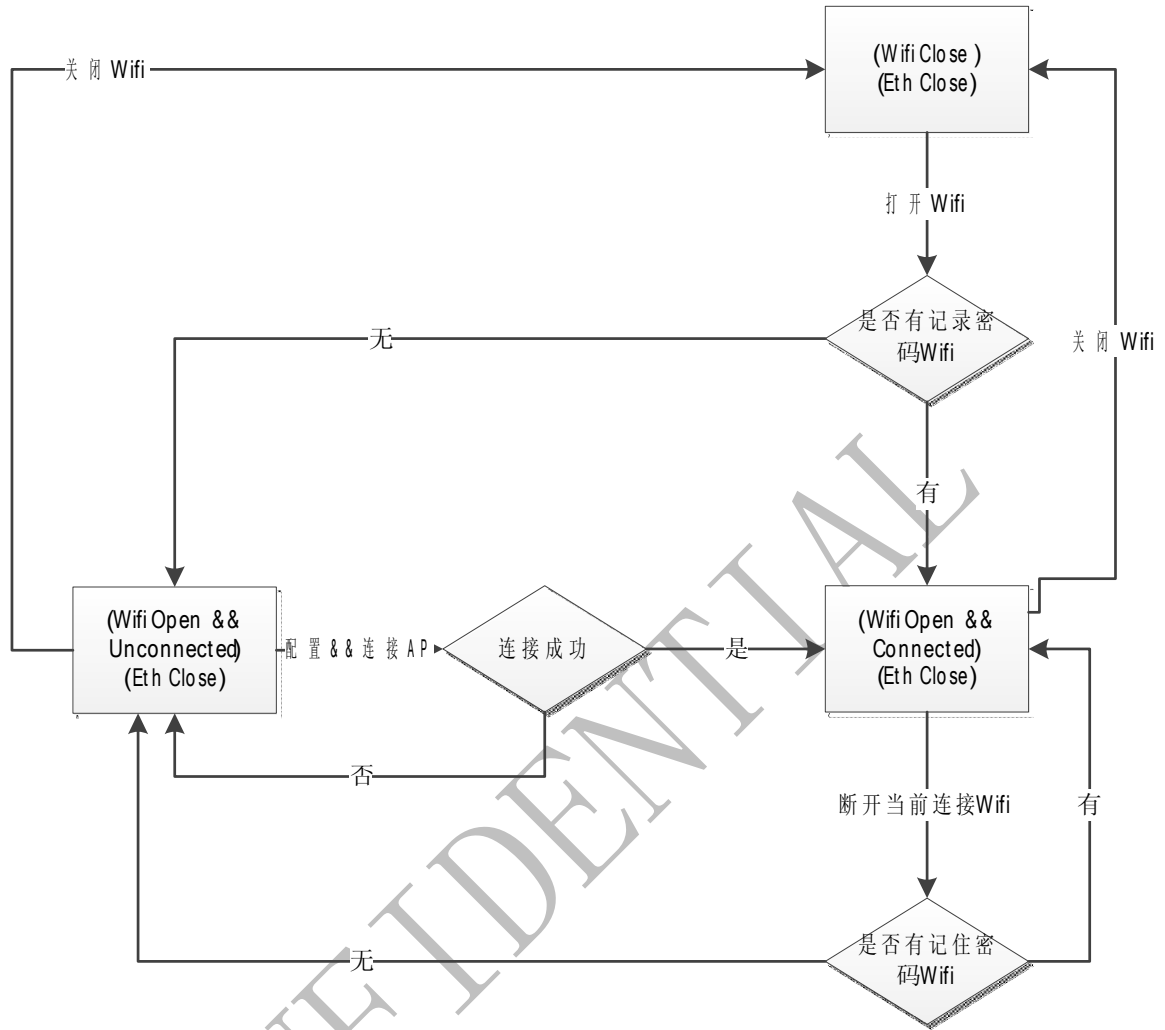 关闭 Wifi
(Wifi Close)
(Eth Close)
打开 Wifi
是否有记录密
码Wifi
无
关闭 Wifi
有
(Wifi Open &&
Unconnected)
(Eth Close)
配置&&连接AP
连接成功
是
(Wifi Open &&
Connected)
(Eth Close)
否
断开当前连接Wifi
有
是否有记住密
码Wifi
无
FIDENTIAL